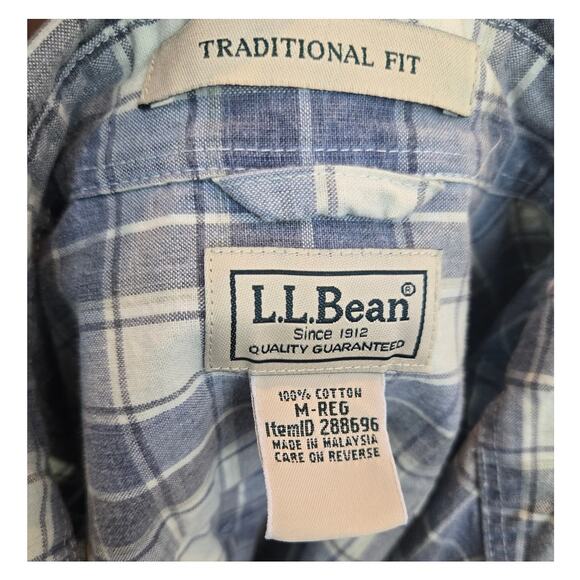 TRADITIONAL FIT
L.L.Bean®
Since 1912
QUALITY GUARANTEED
100% COTTON
M-REG
ItemID 288696
MADE IN MALAYSIA
CARE ON REVERSE